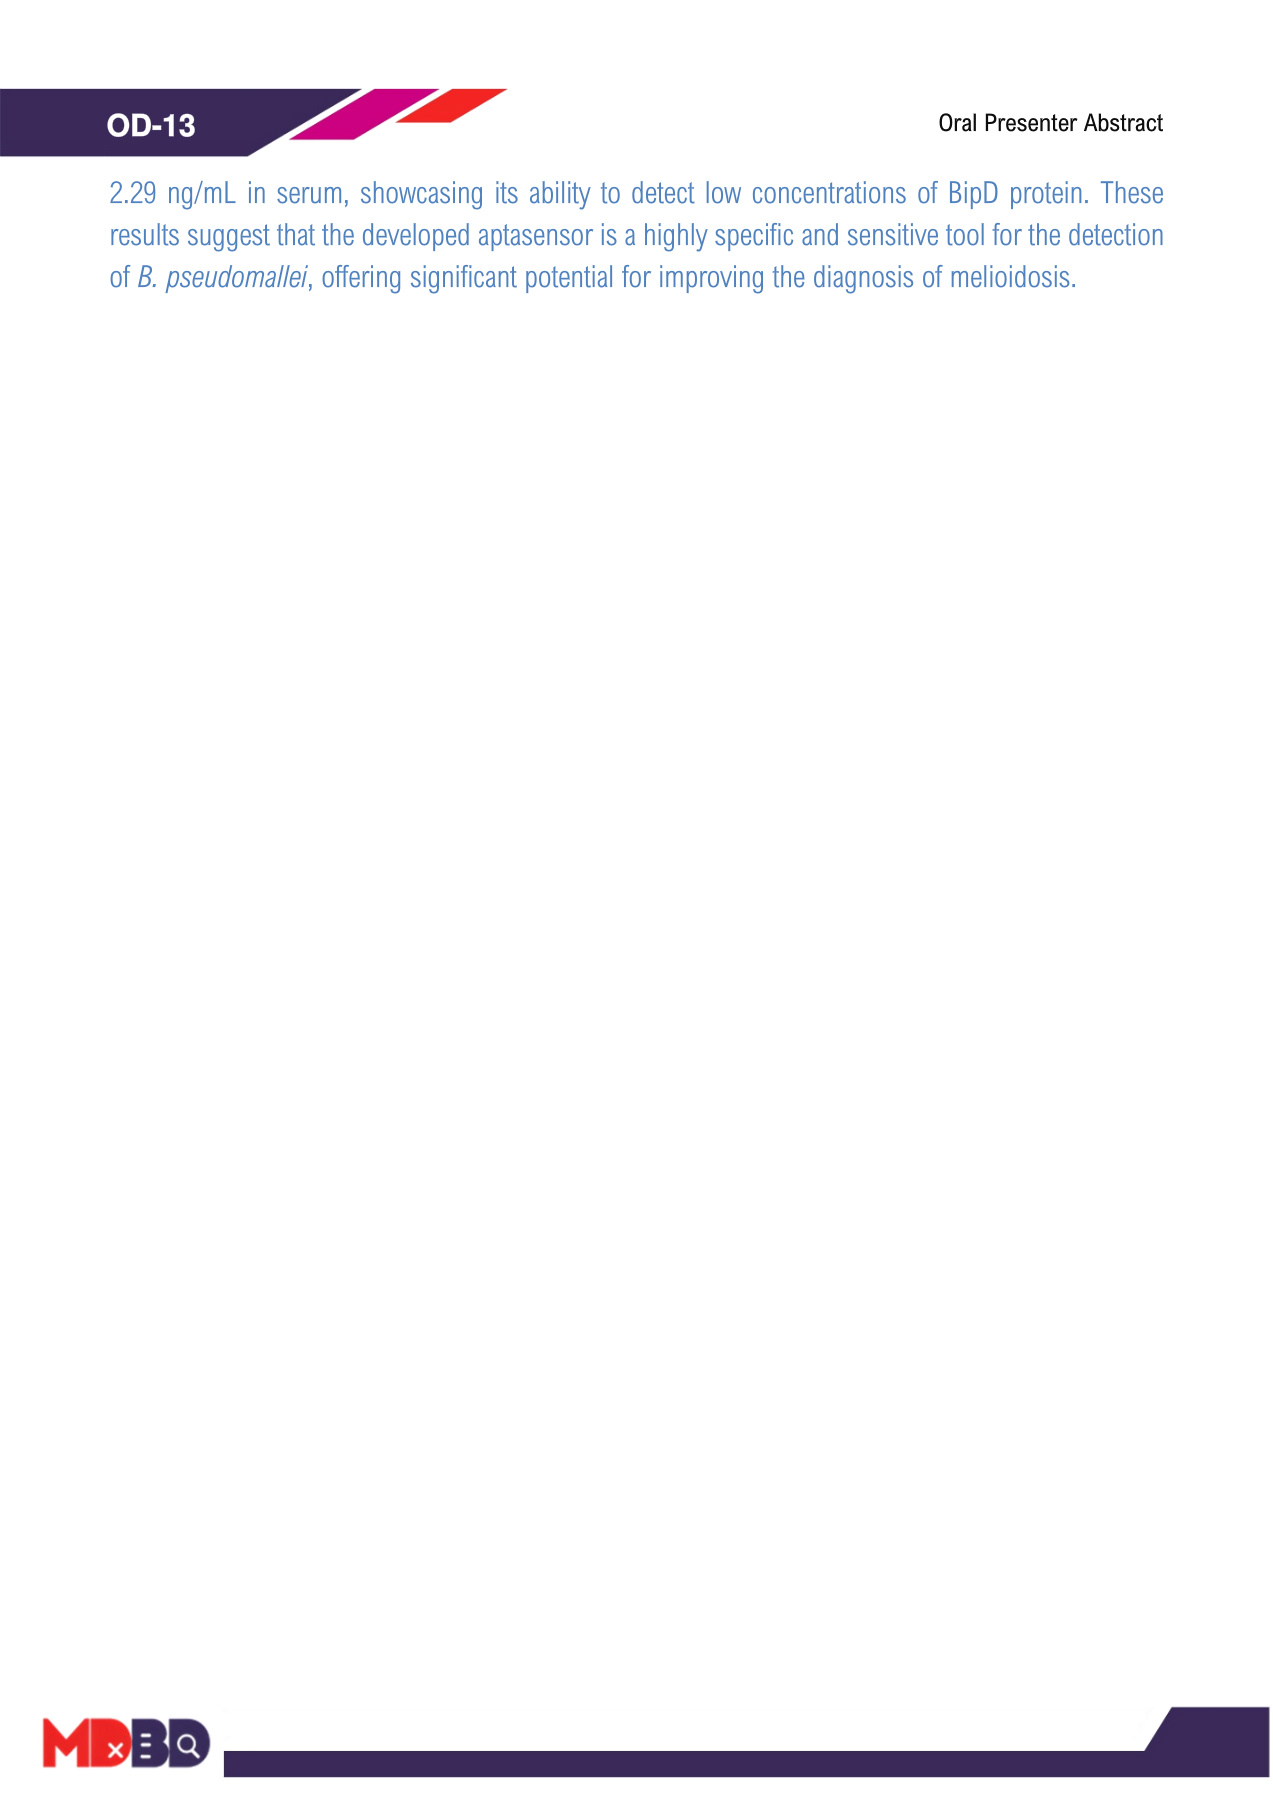 OD-13
Oral Presenter Abstract
2.29 ng/mL in serum, showcasing its ability to detect low concentrations of BipD protein. These
results suggest that the developed aptasensor is a highly specific and sensitive tool for the detection
of B. pseudomallei, offering significant potential for improving the diagnosis of melioidosis.
MDxBD